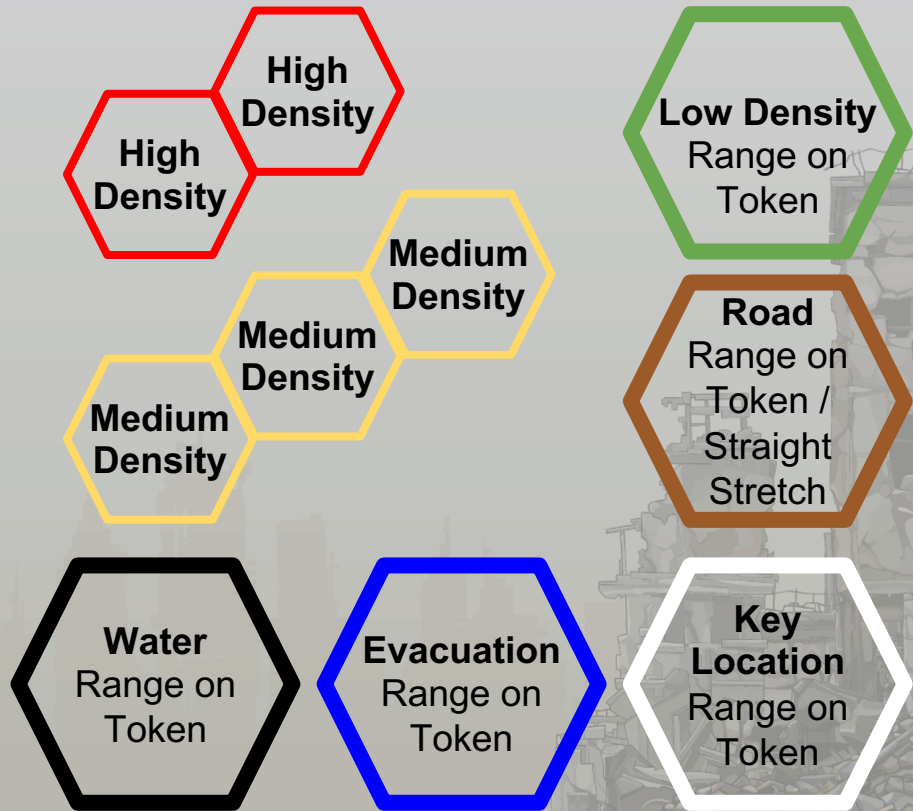 High
Density
High
Density
Low Density
Range on
Token
Medium
Density
Medium
Density
Medium
Density
Road
Range on
Token /
Straight
Stretch
Water
Range on
Token
Evacuation
Range on
Token
Key
Location
Range on
Token